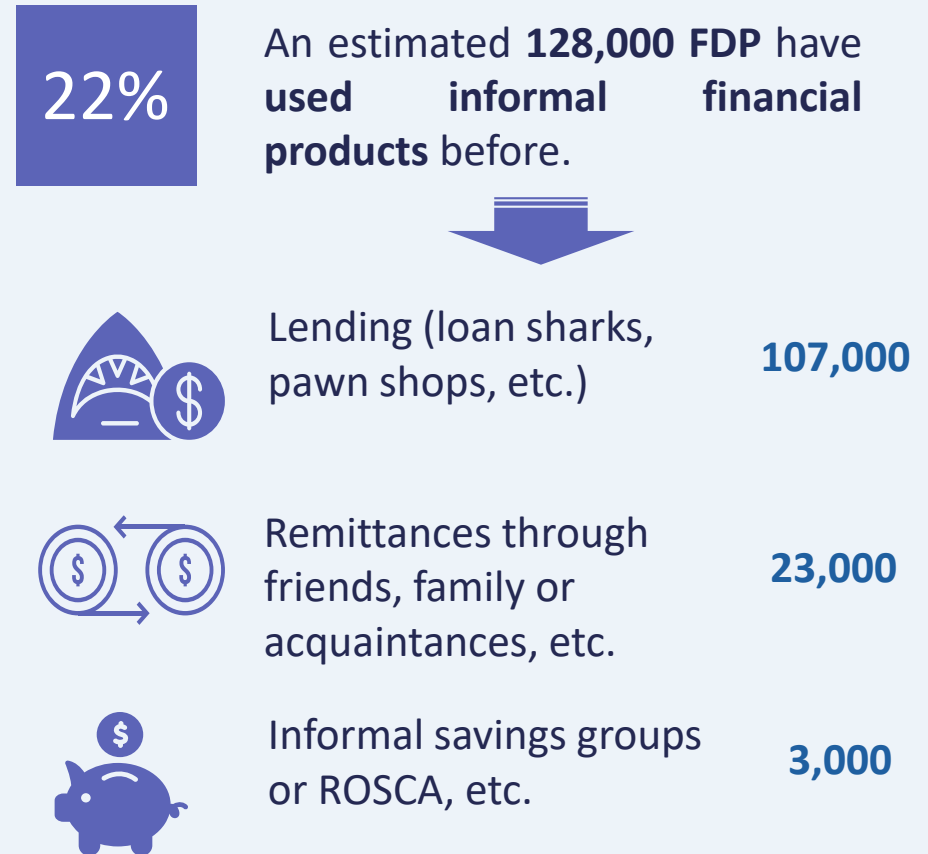 22%
An estimated 128,000 FDP have
used informal financial
products before.
Lending (loan sharks,
pawn shops, etc.)
107,000
$
Remittances through
friends, family or
acquaintances, etc.
23,000
$ $
Informal savings groups
or ROSCA, etc.
3,000
$